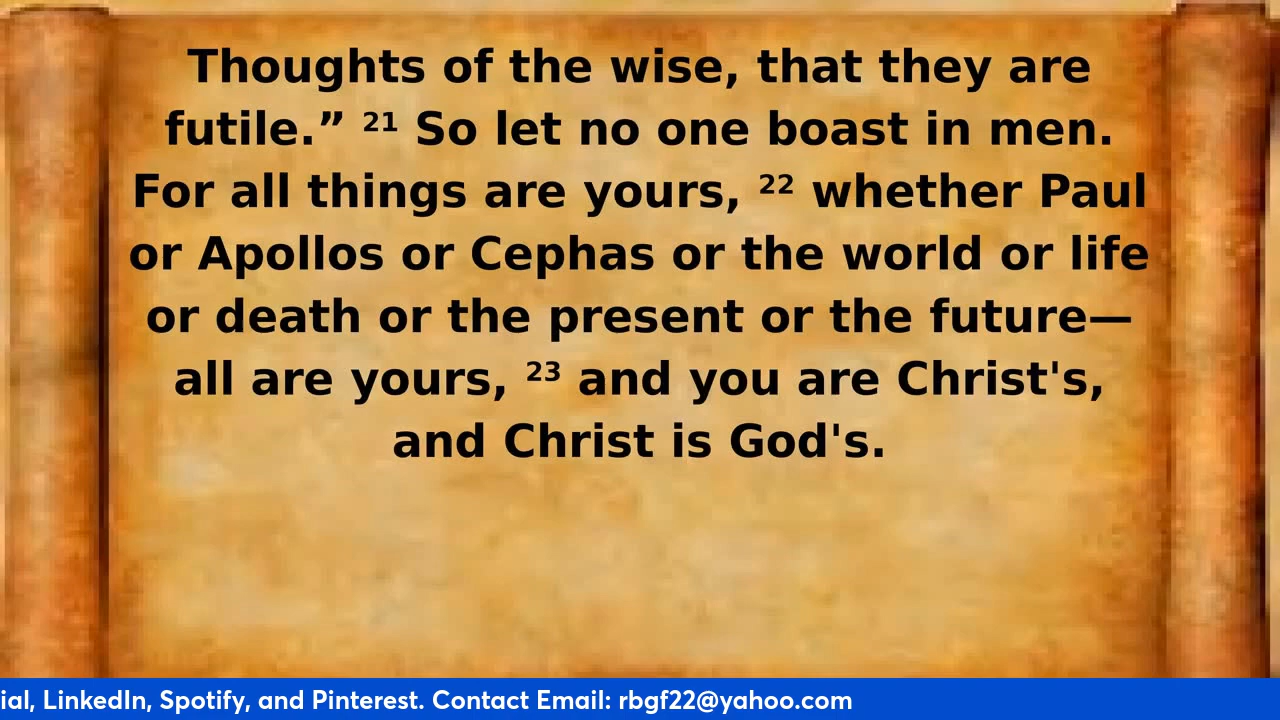 Thoughts of the wise, that they are
futile.” ²¹ So let no one boast in men.
For all things are yours, ²² whether Paul
or Apollos or Cephas or the world or life
or death or the present or the future—
all are yours, ²³ and you are Christ's,
and Christ is God's.
ial, LinkedIn, Spotify, and Pinterest. Contact Email: rbgf22@yahoo.com